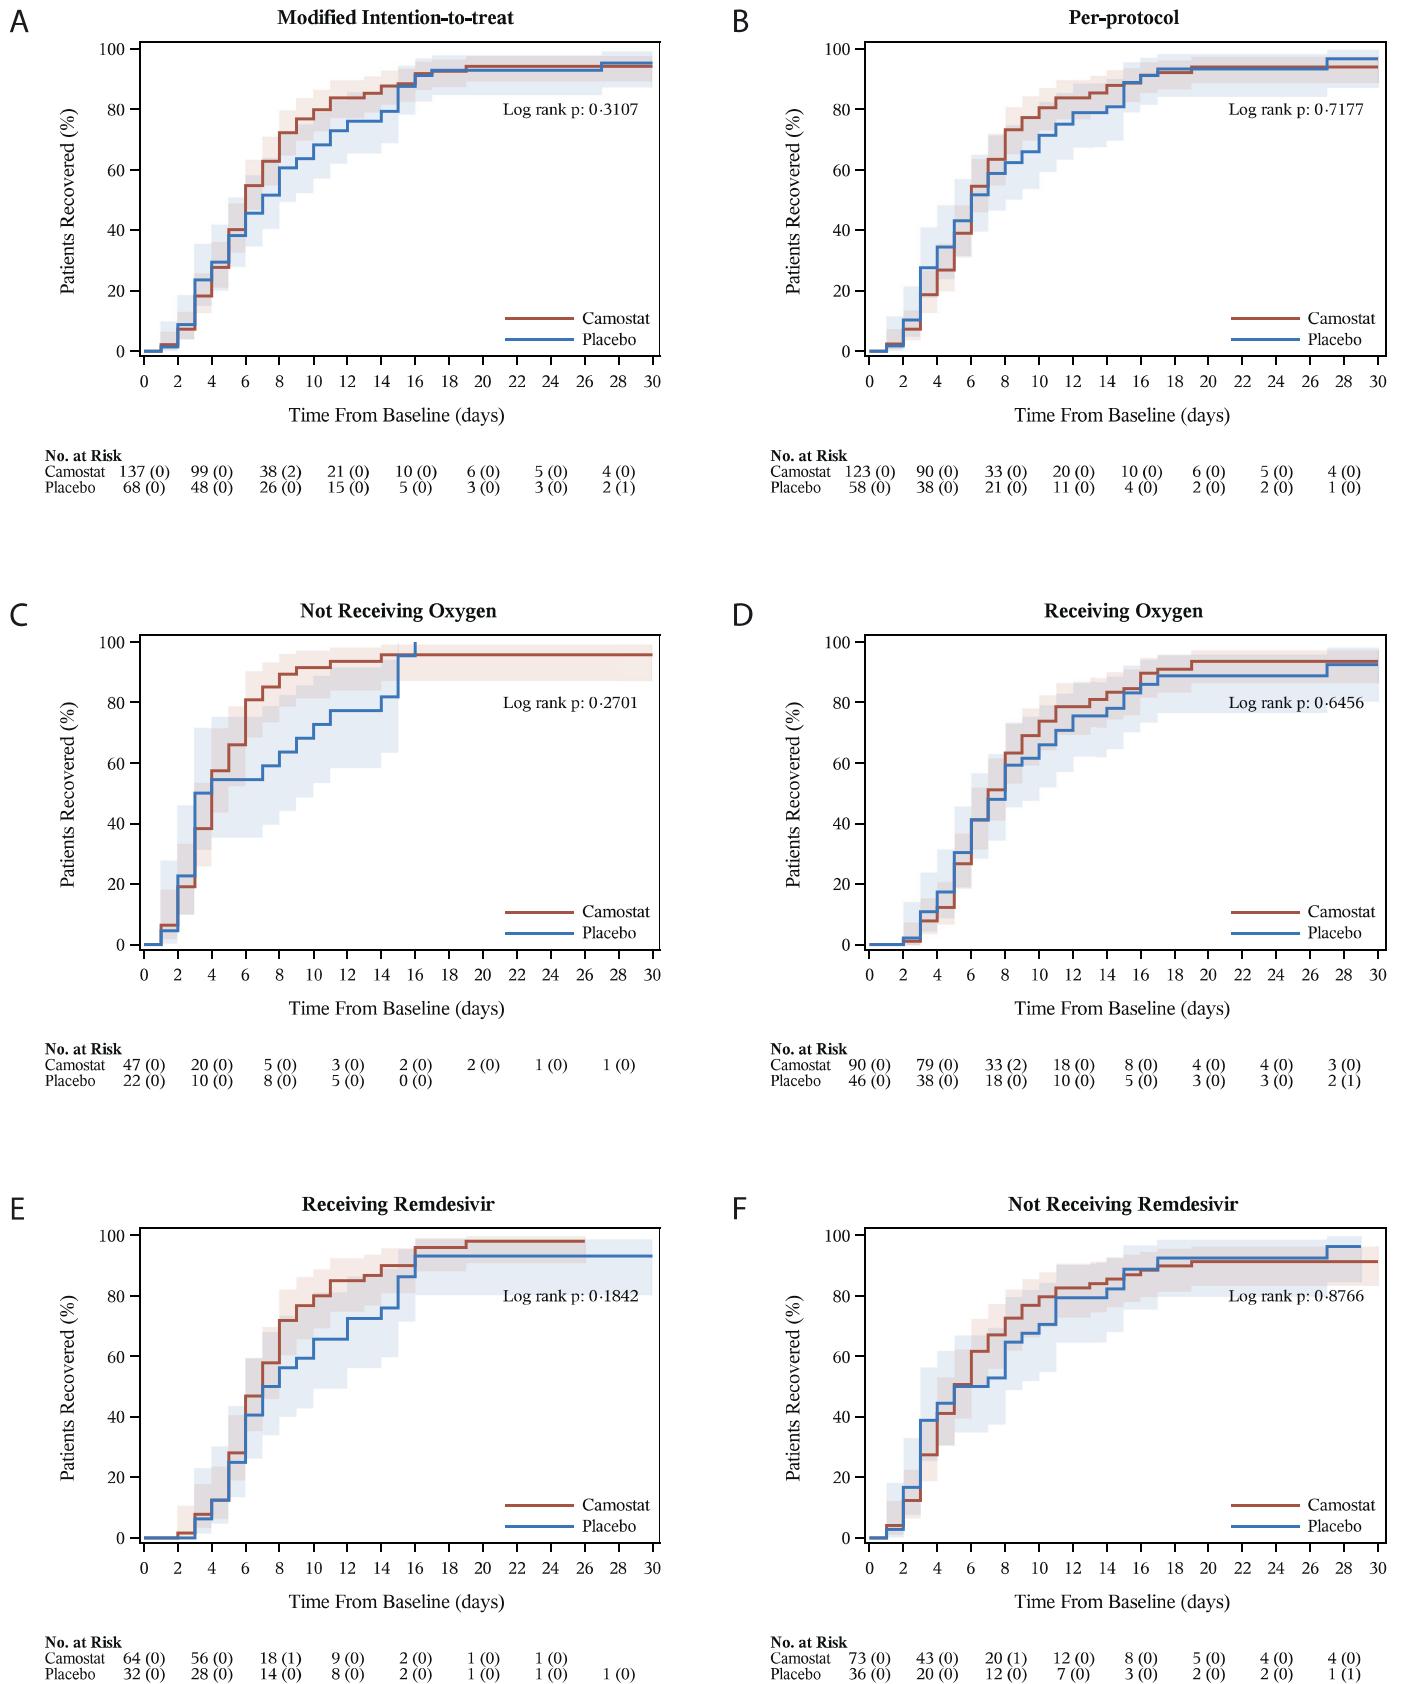 A
Modified Intention-to-treat
100
80
60
40
20
0
Patients Recovered (%)
Log rank p: 0·3107
Camostat
Placebo
0 2 4 6 8 10 12 14 16 18 20 22 24 26 28 30
Time From Baseline (days)
No. at Risk
Camostat 137 (0) 99 (0) 38 (2) 21 (0) 10 (0) 6 (0) 5 (0) 4 (0)
Placebo 68 (0) 48 (0) 26 (0) 15 (0) 5 (0) 3 (0) 3 (0) 2 (1)
B
Per-protocol
100
80
60
40
20
0
Patients Recovered (%)
Log rank p: 0·7177
Camostat
Placebo
0 2 4 6 8 10 12 14 16 18 20 22 24 26 28 30
Time From Baseline (days)
No. at Risk
Camostat 123 (0) 90 (0) 33 (0) 20 (0) 10 (0) 6 (0) 5 (0) 4 (0)
Placebo 58 (0) 38 (0) 21 (0) 11 (0) 4 (0) 2 (0) 2 (0) 1 (0)
C
Not Receiving Oxygen
100
80
60
40
20
0
Patients Recovered (%)
Log rank p: 0·2701
Camostat
Placebo
0 2 4 6 8 10 12 14 16 18 20 22 24 26 28 30
Time From Baseline (days)
No. at Risk
Camostat 47 (0) 20 (0) 5 (0) 3 (0) 2 (0) 2 (0) 1 (0) 1 (0)
Placebo 22 (0) 10 (0) 8 (0) 5 (0) 0 (0)
D
Receiving Oxygen
100
80
60
40
20
0
Patients Recovered (%)
Log rank p: 0·6456
Camostat
Placebo
0 2 4 6 8 10 12 14 16 18 20 22 24 26 28 30
Time From Baseline (days)
No. at Risk
Camostat 90 (0) 79 (0) 33 (2) 18 (0) 8 (0) 4 (0) 4 (0) 3 (0)
Placebo 46 (0) 38 (0) 18 (0) 10 (0) 5 (0) 3 (0) 3 (0) 2 (1)
E
Receiving Remdesivir
100
80
60
40
20
0
Patients Recovered (%)
Log rank p: 0·1842
Camostat
Placebo
0 2 4 6 8 10 12 14 16 18 20 22 24 26 28 30
Time From Baseline (days)
No. at Risk
Camostat 64 (0) 56 (0) 18 (1) 9 (0) 2 (0) 1 (0) 1 (0)
Placebo 32 (0) 28 (0) 14 (0) 8 (0) 2 (0) 1 (0) 1 (0) 1 (0)
F
Not Receiving Remdesivir
100
80
60
40
20
0
Patients Recovered (%)
Log rank p: 0·8766
Camostat
Placebo
0 2 4 6 8 10 12 14 16 18 20 22 24 26 28 30
Time From Baseline (days)
No. at Risk
Camostat 73 (0) 43 (0) 20 (1) 12 (0) 8 (0) 5 (0) 4 (0) 4 (0)
Placebo 36 (0) 20 (0) 12 (0) 7 (0) 3 (0) 2 (0) 2 (0) 1 (1)